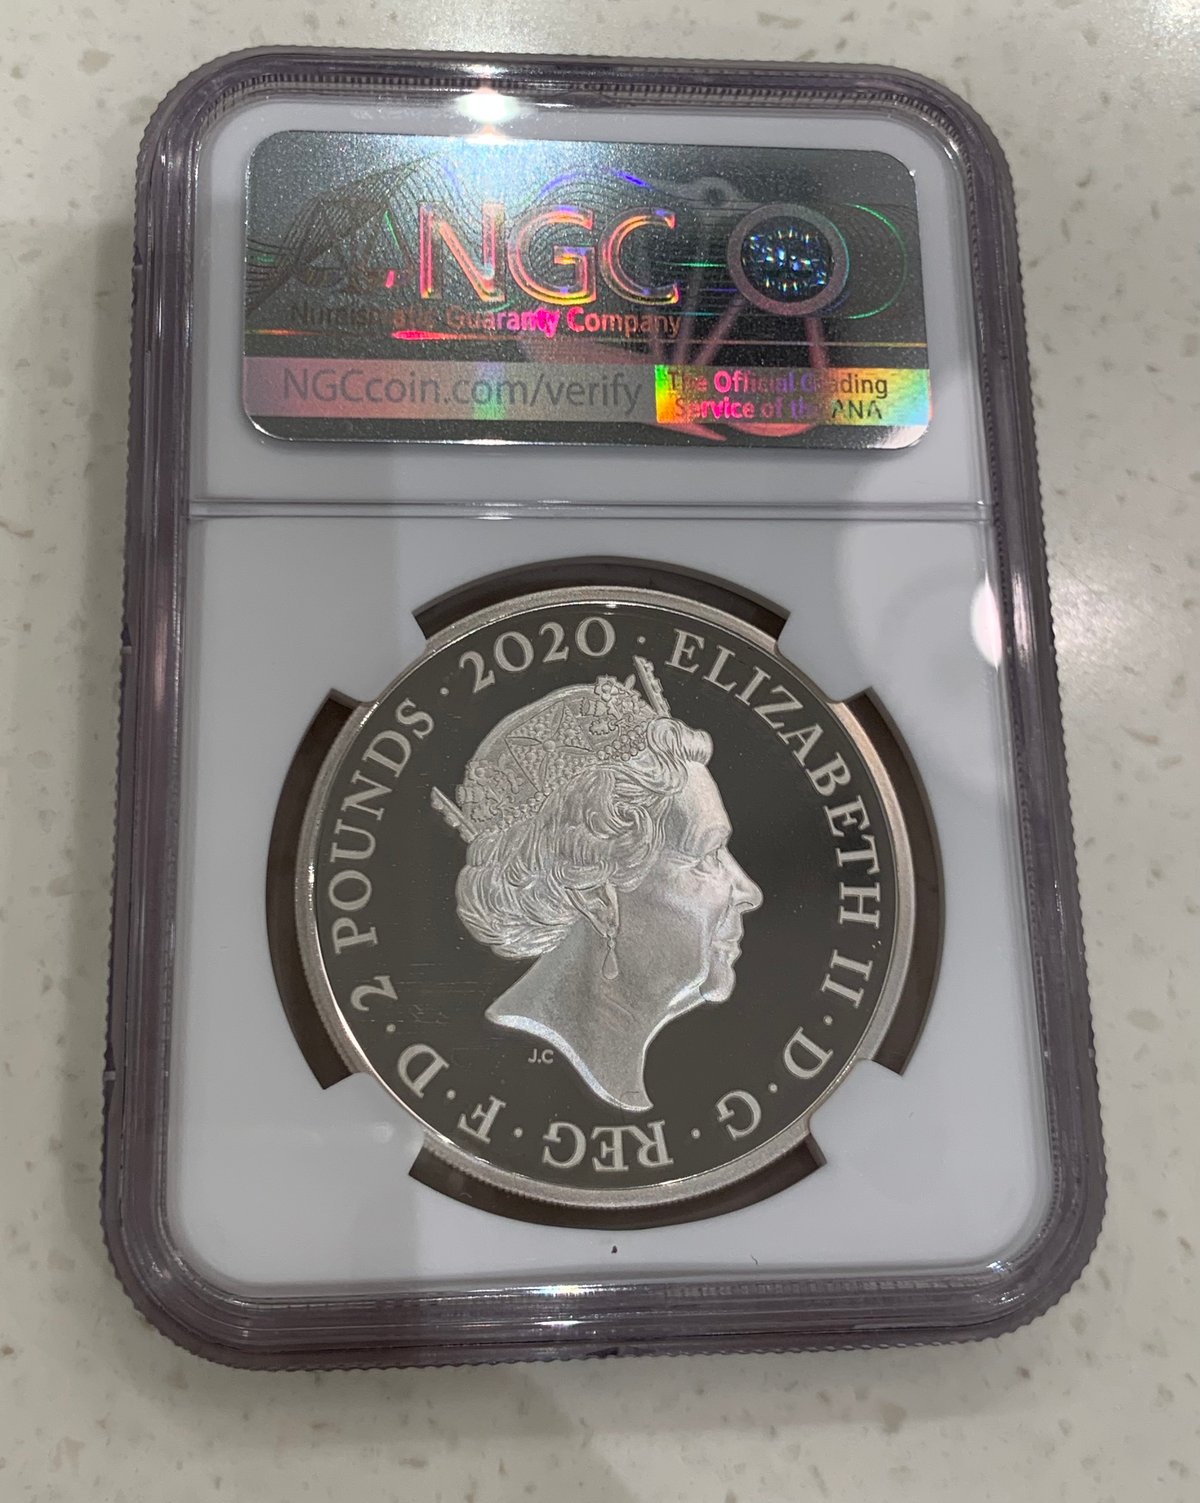 NGC
Numismatic Guaranty Company
NGCcoin.com/verify
The Official Grading
Service of the ANA
ELIZABETH II · D · G · REG · F · D · 2 POUNDS · 2020 ·
J.C